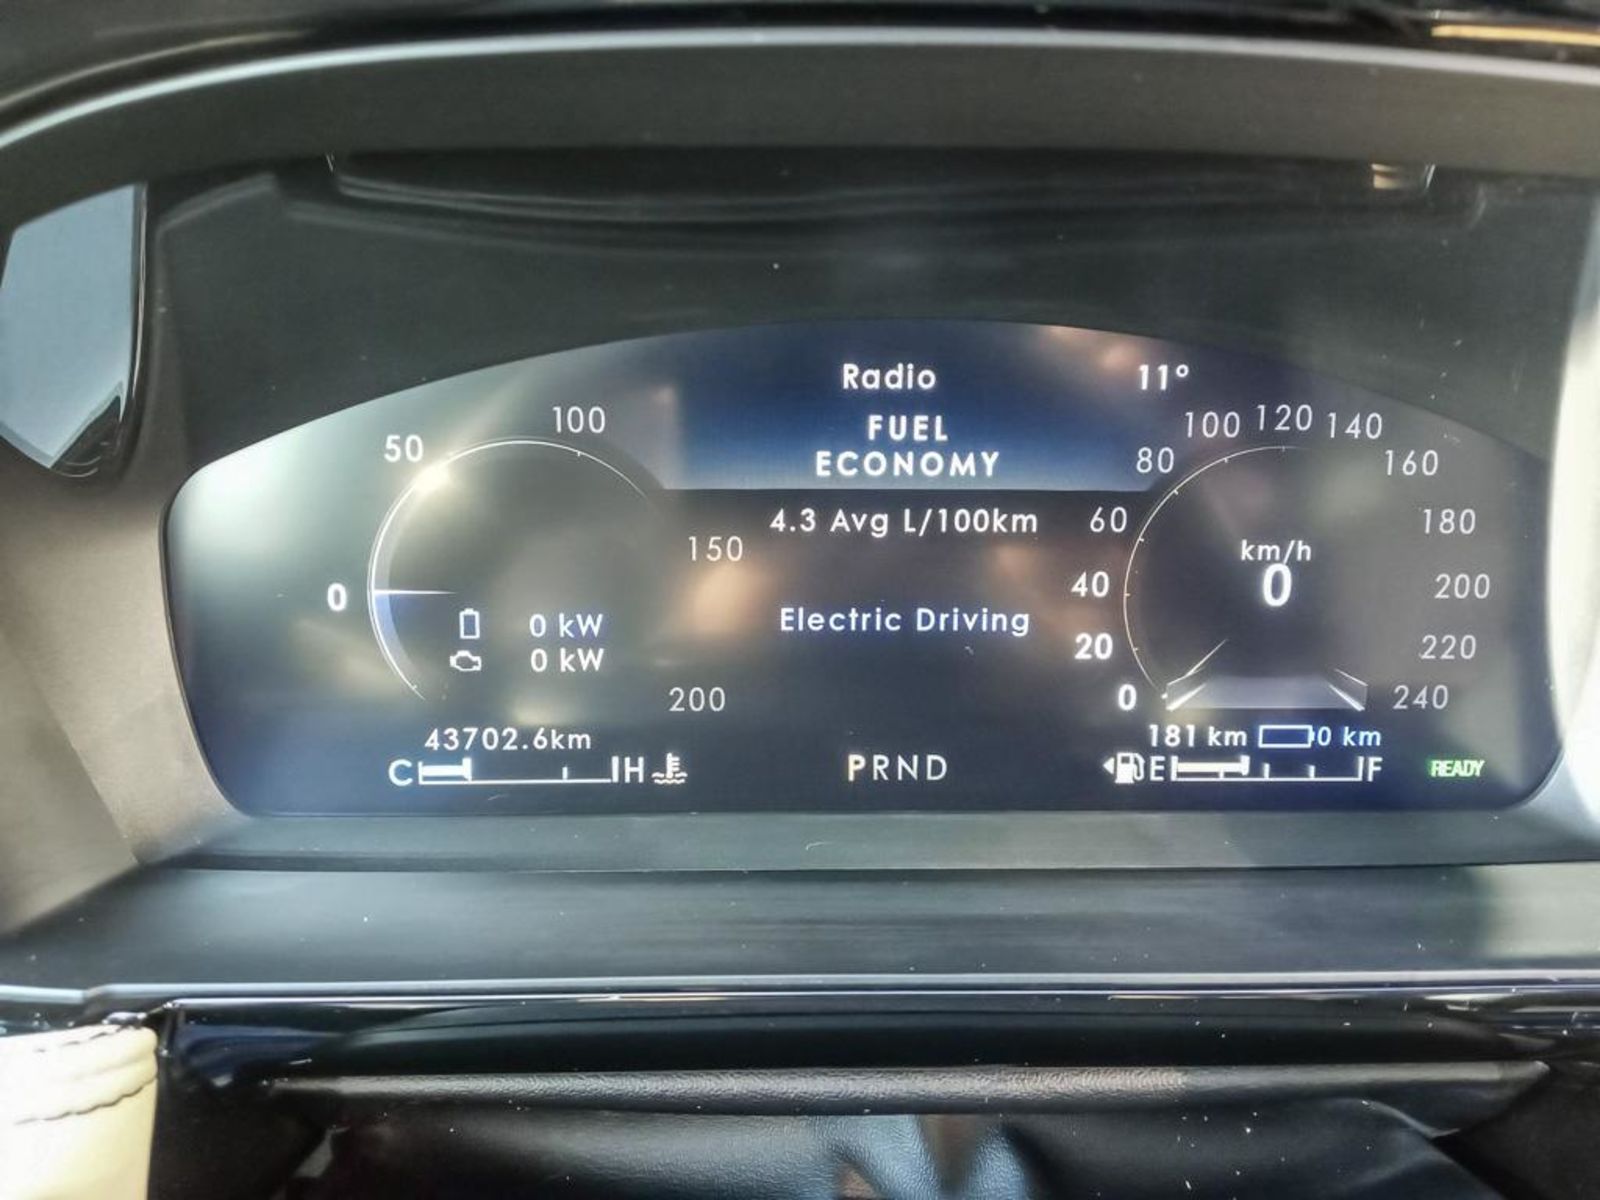 Radio 11°
FUEL
ECONOMY
4.3 Avg L/100km
Electric Driving
0 50 100 150 200
0 kW
0 kW
43702.6km
C H
PRND
0 20 40 60 80 100 120 140 160 180 200 220 240
km/h
0
181 km 0 km
E F
READY